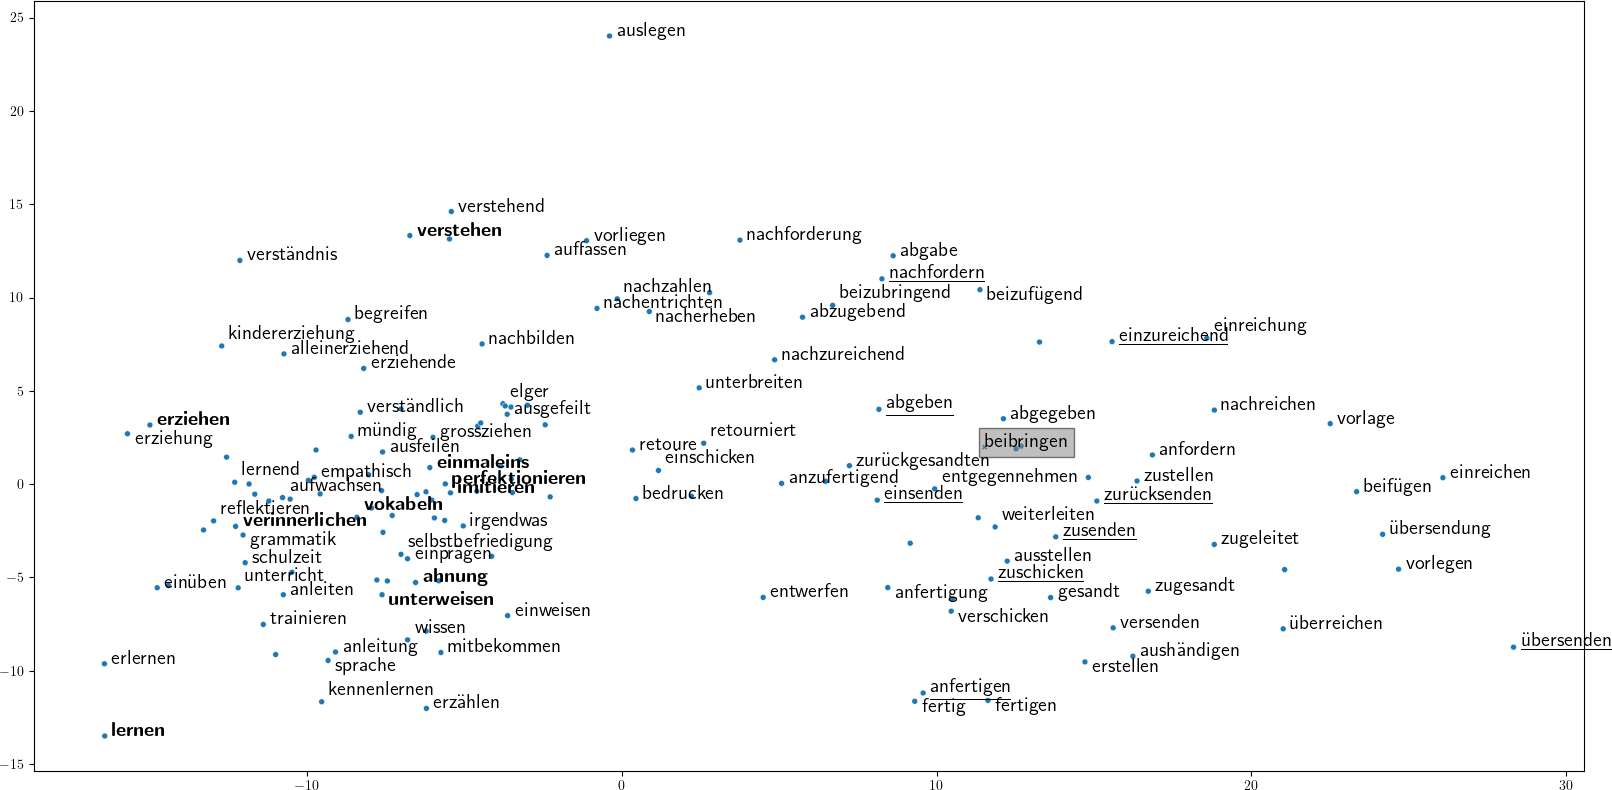 25
auslegen
20
15
verstehend
verstehen
vorliegen
nachforderung
auffassen
abgabe
verständnis
nachfordern
nachzahlen
beizubringend
beizufügend
10
nachentrichten
begreifen
nacherheben
abzugebend
einreichung
kindererziehung
einzureichend
nachbilden
alleinerziehend
nachzureichend
erziehende
unterbreiten
5
elger
abgeben
verständlich
ausgefeilt
abgegeben
nachreichen
erziehen
vorlage
mündig
grosziehen
retourniert
erziehung
ausfeilen
retoure
beibringen
anfordern
einschicken
einmaleins
zurückgesandten
lernend
empathisch
perfektionieren
anzufertigend
entgegennehmen
zustellen
einreichen
0
aufwachsen
imitieren
bedrucken
einsenden
zurücksenden
beifügen
reflektieren
vokabeln
verinnerlichen
irgendwas
weiterleiten
grammatik
selbstbefriedigung
zusenden
zugeleitet
übersendung
schulzeit
einprägen
ausstellen
unterricht
ahnung
zuschicken
vorlegen
−5
einüben
anleiten
unterweisen
entwerfen
anfertigung
gesandt
zugesandt
trainieren
einweisen
verschicken
wissen
versenden
überreichen
anleitung
mitbekommen
aushändigen
übersenden
erlernen
sprache
erstellen
−10
kennenlernen
anfertigen
erzählen
fertig
fertigen
lernen
−15
−10
0
10
20
30